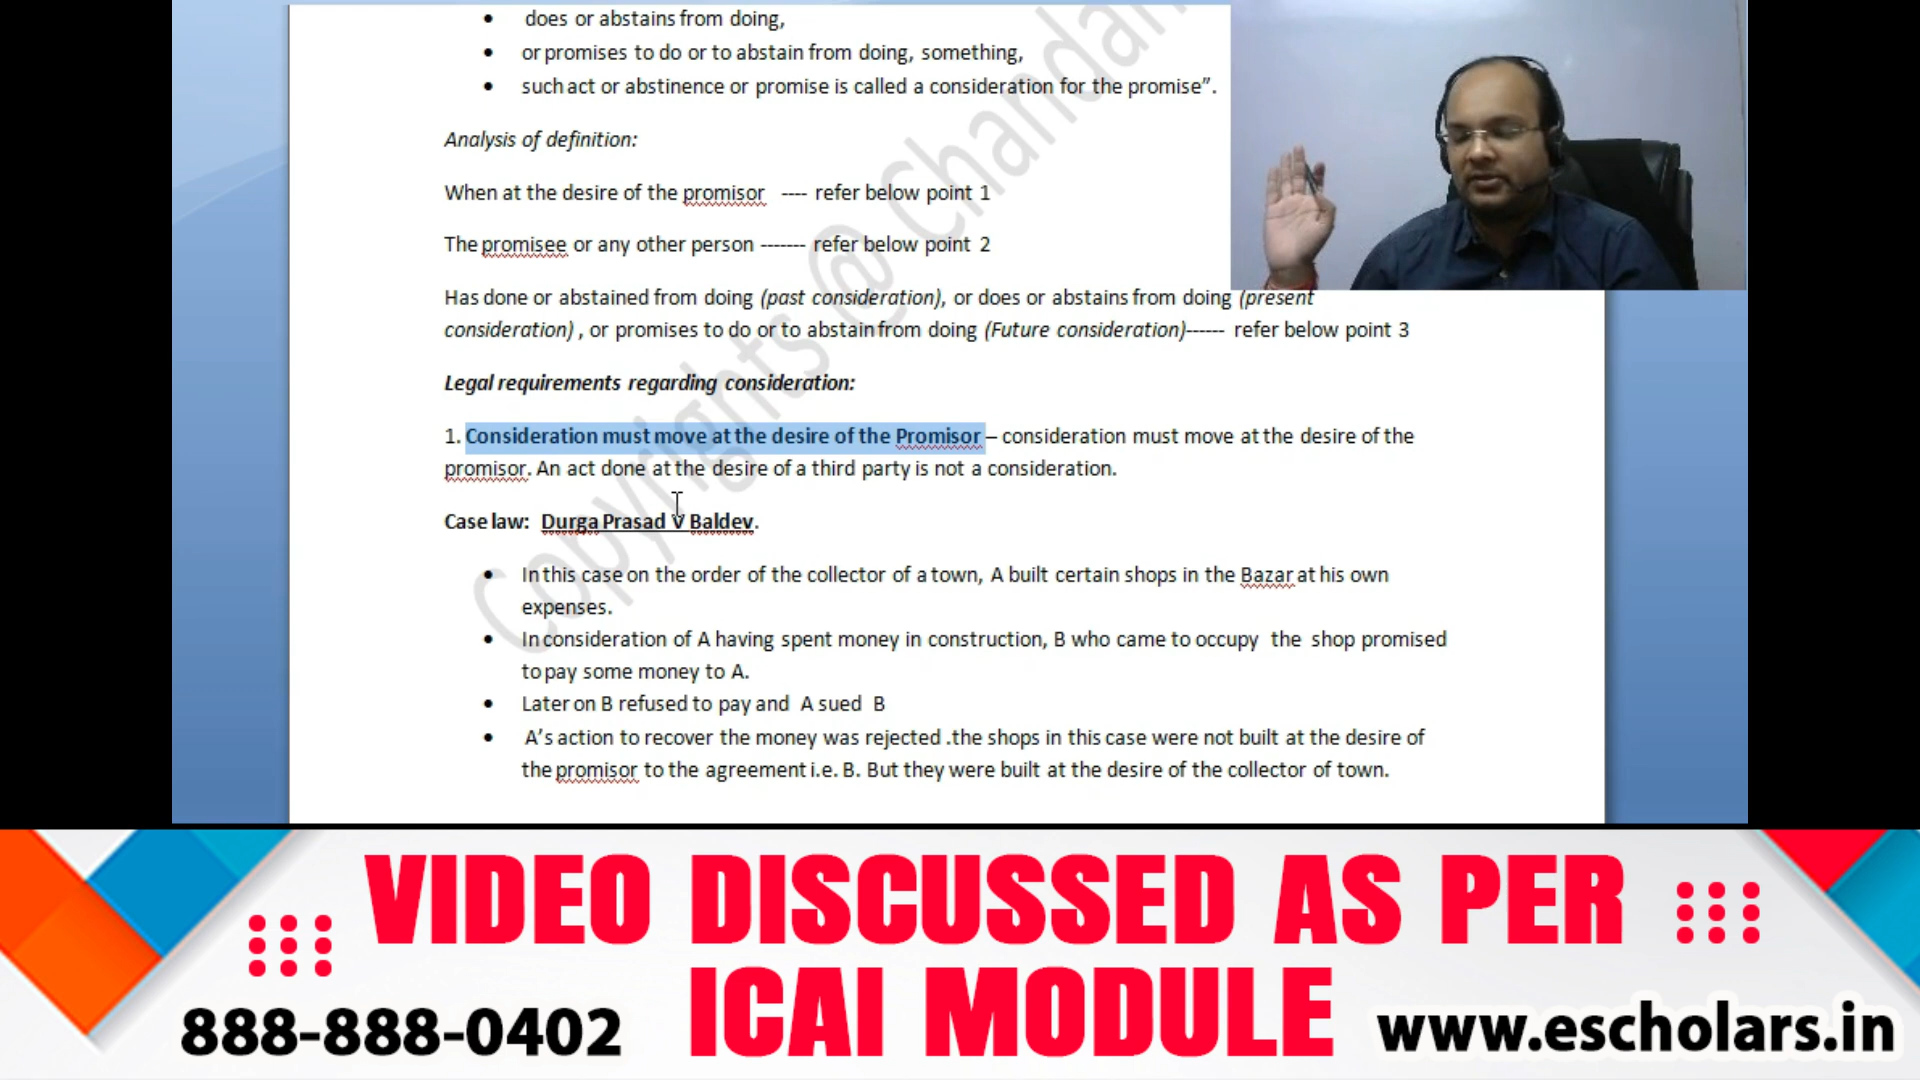 • does or abstains from doing,
• or promises to do or to abstain from doing, something,
• such act or abstinence or promise is called a consideration for the promise”.
Analysis of definition:
When at the desire of the promisor ---- refer below point 1
The promisee or any other person ------- refer below point 2
Has done or abstained from doing (past consideration), or does or abstains from doing (present
consideration) , or promises to do or to abstain from doing (Future consideration)------ refer below point 3
Legal requirements regarding consideration:
1. Consideration must move at the desire of the Promisor – consideration must move at the desire of the
promisor. An act done at the desire of a third party is not a consideration.
Case law: Durga Prasad V Baldev.
• In this case on the order of the collector of a town, A built certain shops in the Bazar at his own
expenses.
• In consideration of A having spent money in construction, B who came to occupy the shop promised
to pay some money to A.
• Later on B refused to pay and A sued B
• A’s action to recover the money was rejected .the shops in this case were not built at the desire of
the promisor to the agreement i.e. B. But they were built at the desire of the collector of town.
Copyrights @ Chandan
VIDEO DISCUSSED AS PER
ICAI MODULE
888-888-0402
www.escholars.in